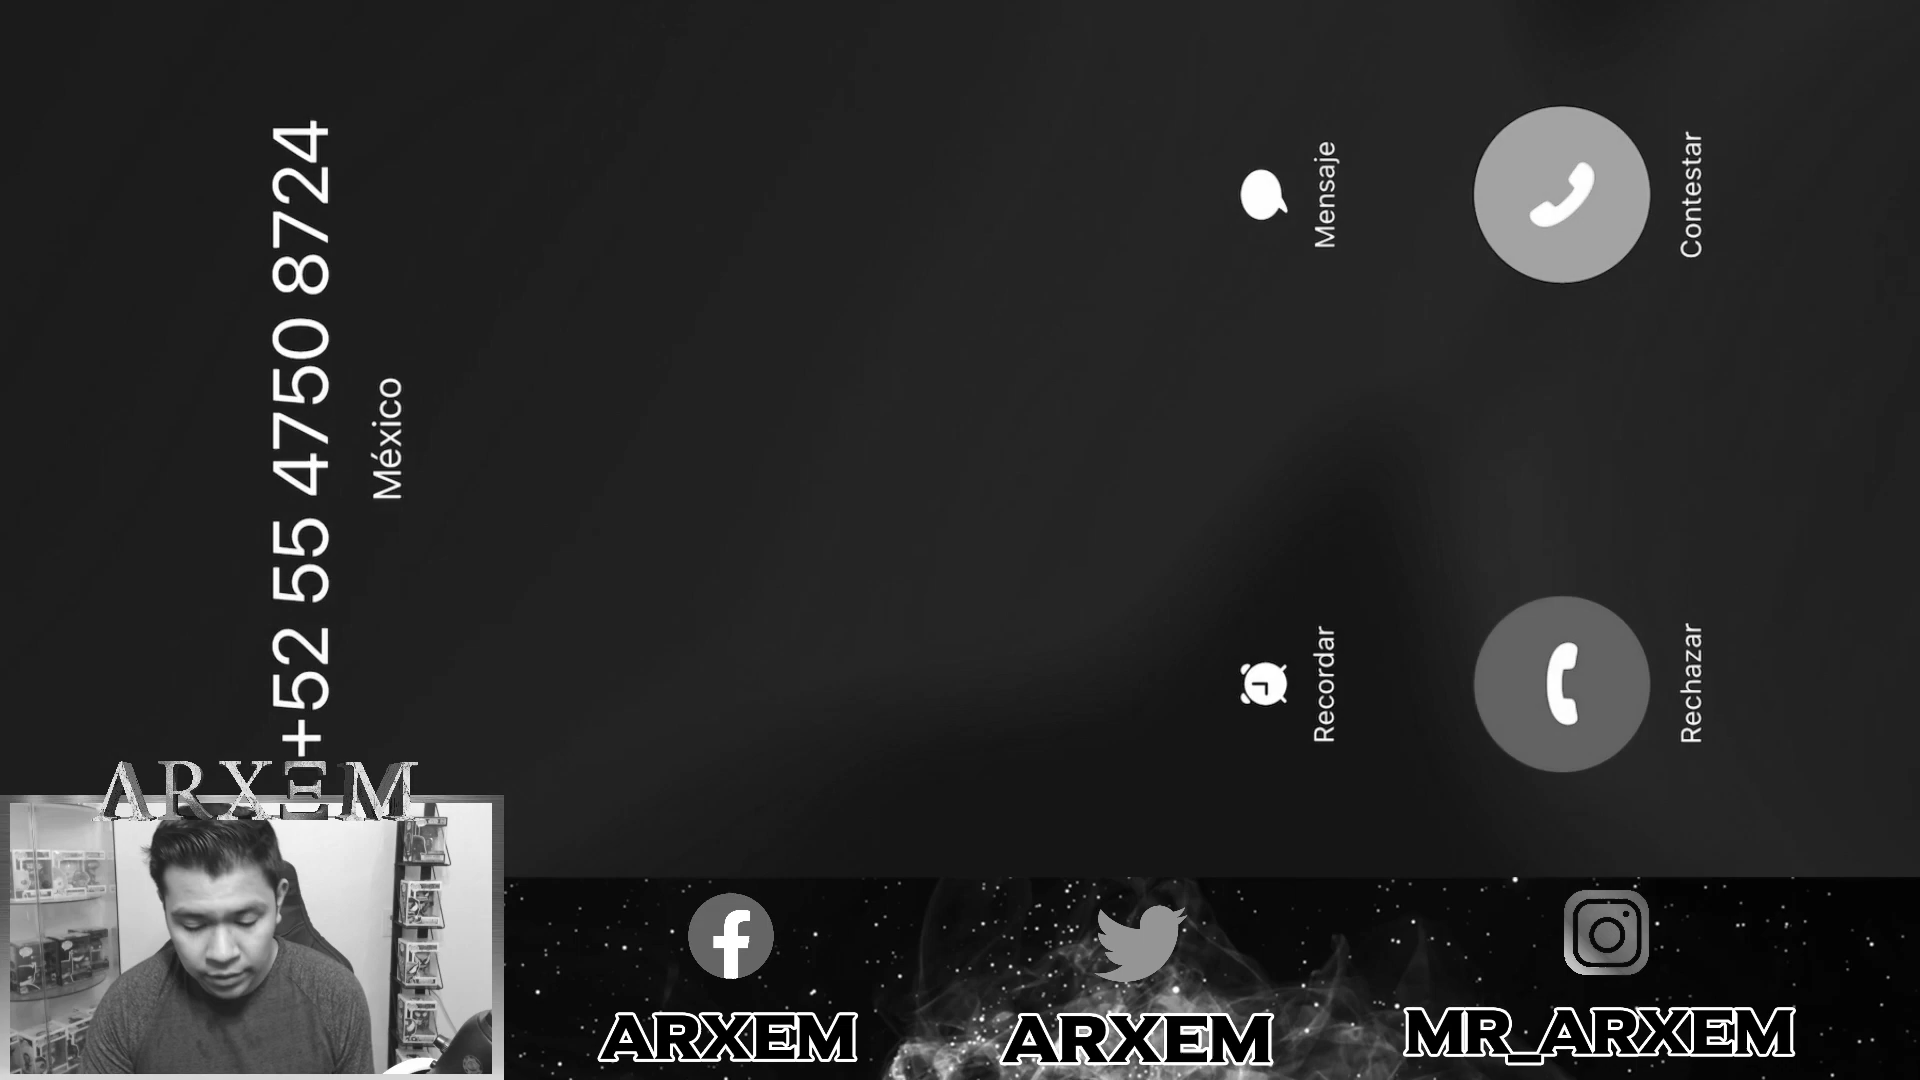 +52 55 4750 8724
México
Mensaje
Contestar
Recordar
Rechazar
ARXEM
ARXEM
ARXEM
MR_ARXEM